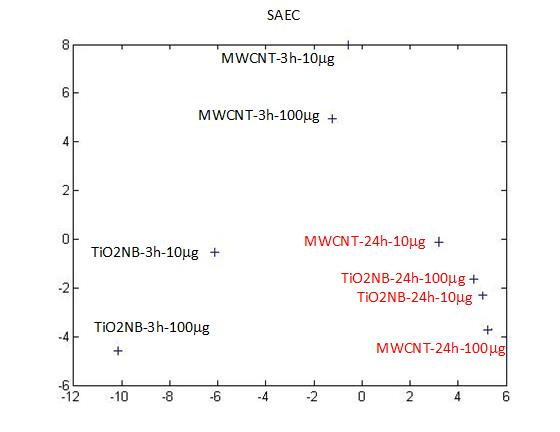 SAEC
8
MWCNT-3h-10µg
6
MWCNT-3h-100µg
4
2
0
MWCNT-24h-10µg
TiO2NB-3h-10µg
TiO2NB-24h-100µg
-2
TiO2NB-24h-10µg
TiO2NB-3h-100µg
-4
MWCNT-24h-100µg
-6
-12 -10 -8 -6 -4 -2 0 2 4 6